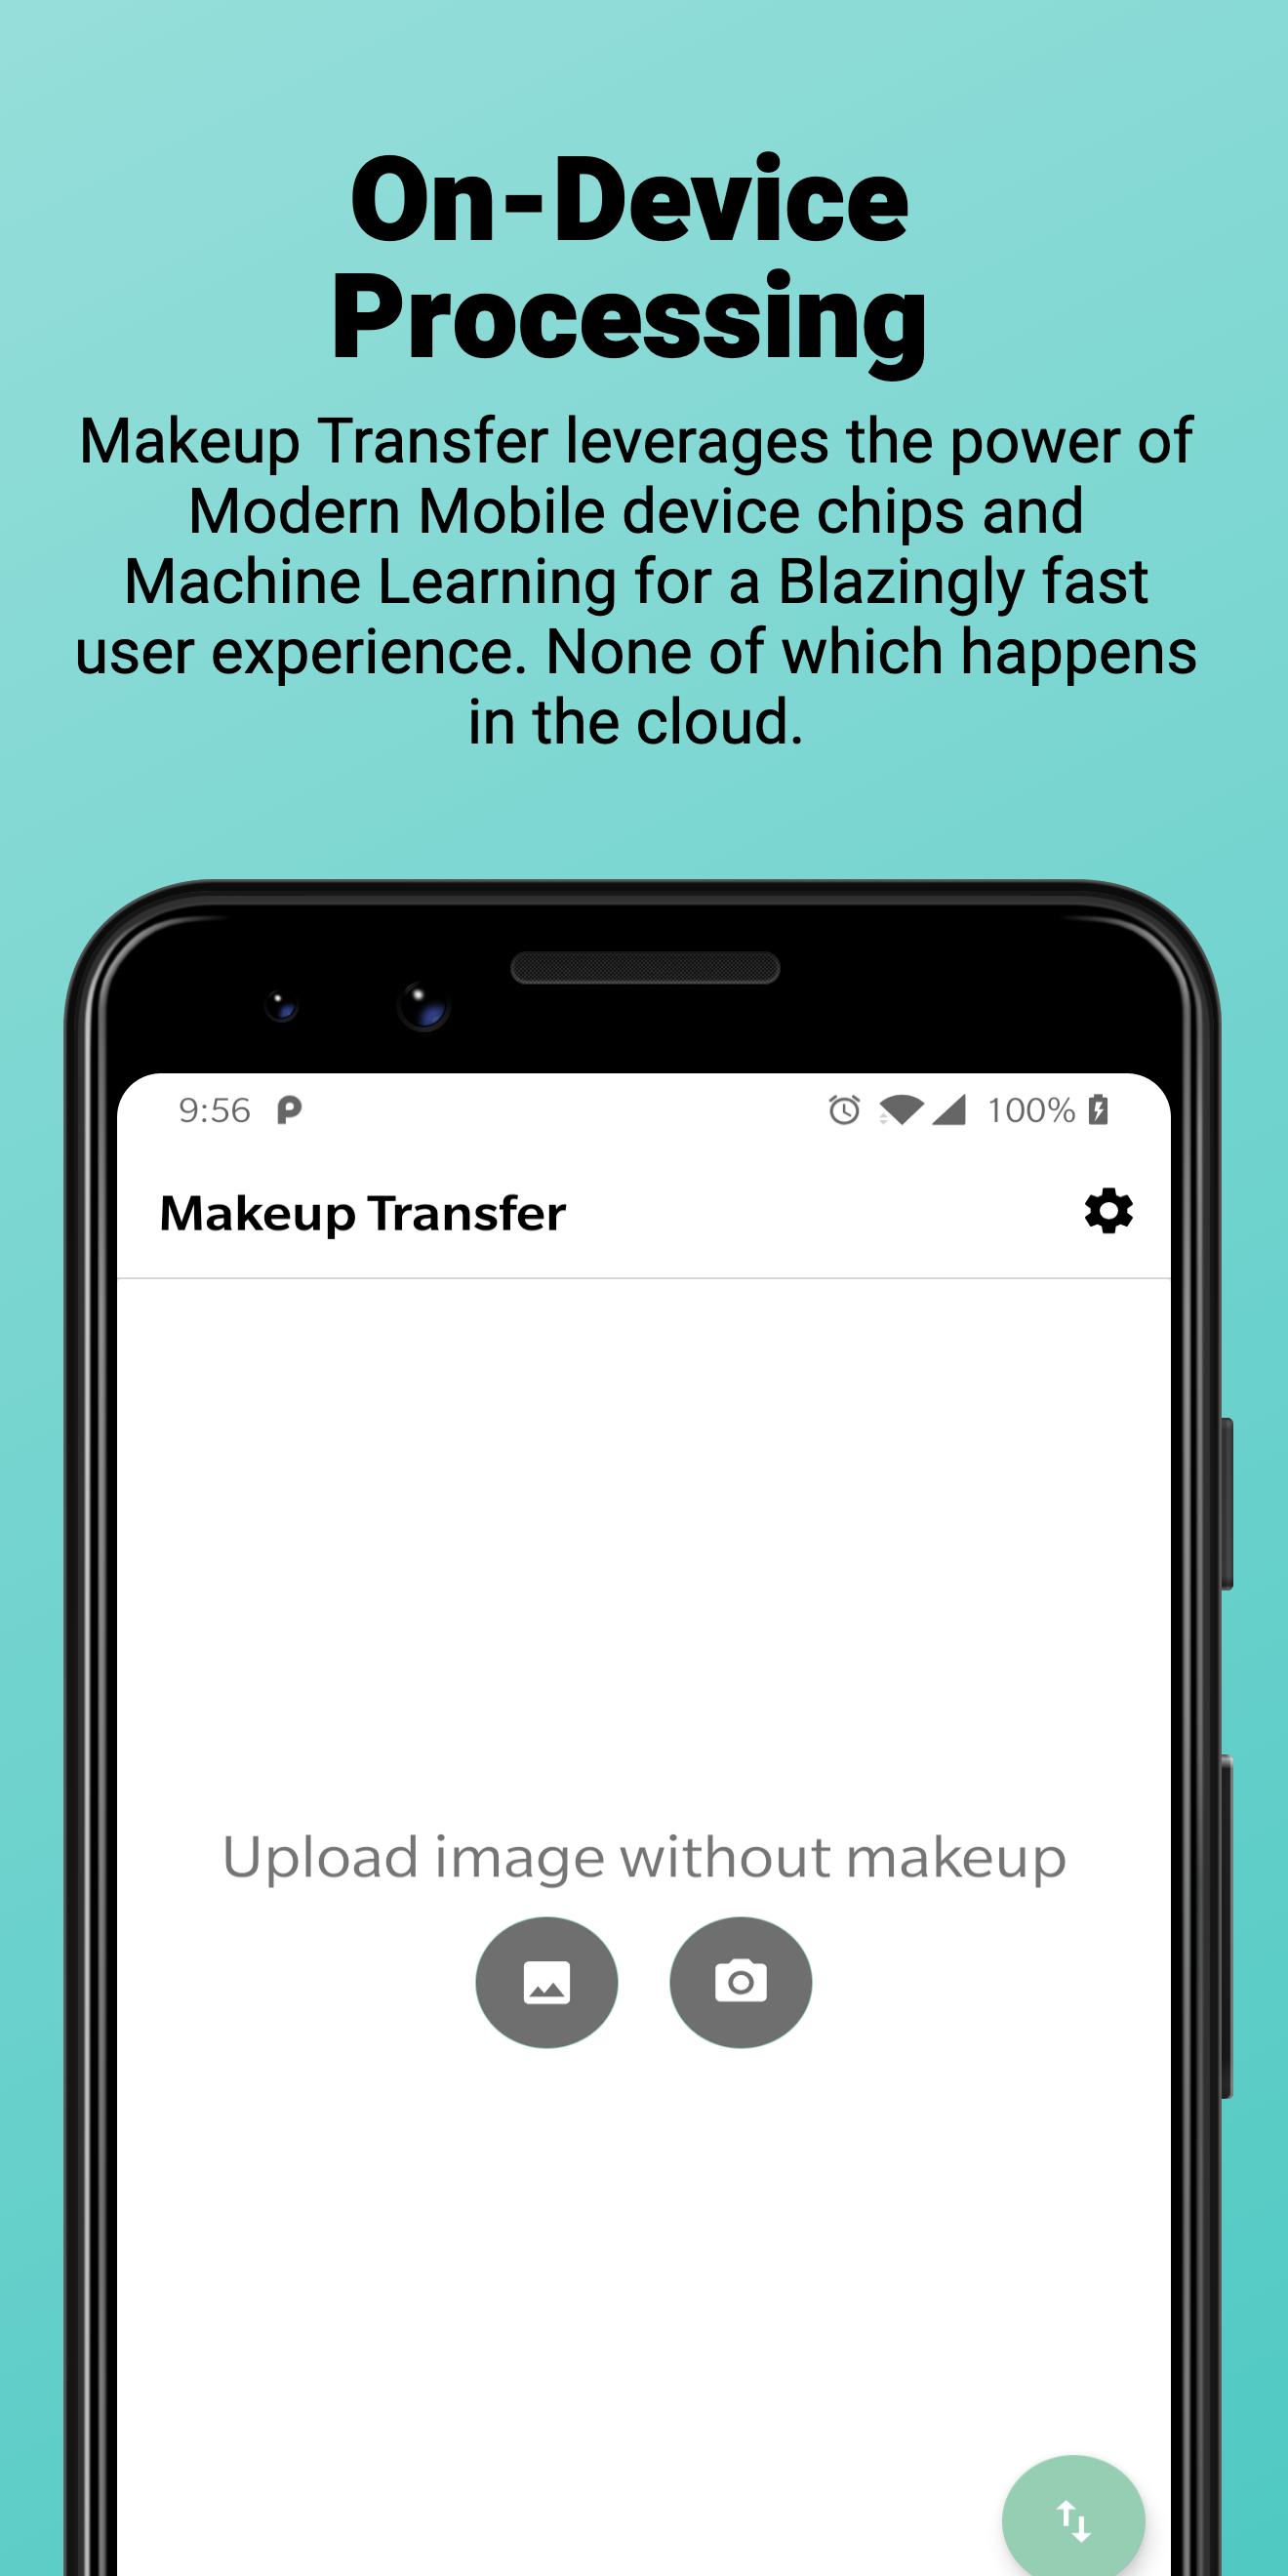 On-Device
Processing
Makeup Transfer leverages the power of
Modern Mobile device chips and
Machine Learning for a Blazingly fast
user experience. None of which happens
in the cloud.
9:56 100%
Makeup Transfer
Upload image without makeup